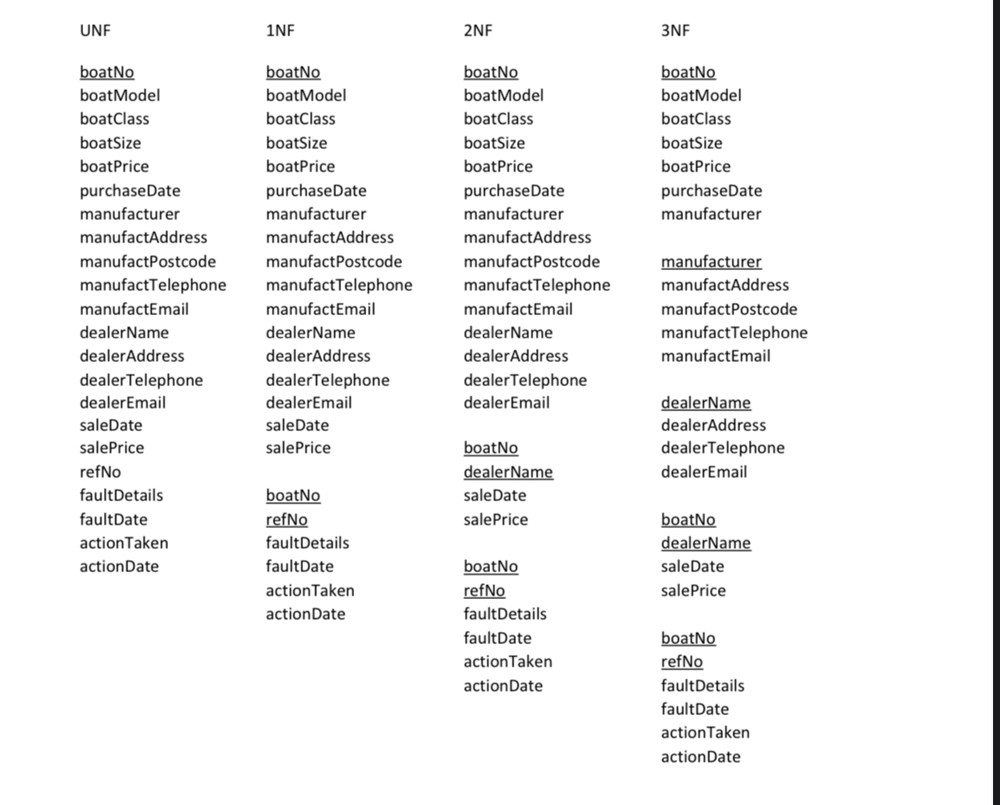 UNF
boatNo
boatModel
boatClass
boatSize
boatPrice
purchaseDate
manufacturer
manufactAddress
manufactPostcode
manufactTelephone
manufactEmail
dealerName
dealerAddress
dealerTelephone
dealerEmail
saleDate
salePrice
refNo
faultDetails
faultDate
actionTaken
actionDate
1NF
boatNo
boatModel
boatClass
boatSize
boatPrice
purchaseDate
manufacturer
manufactAddress
manufactPostcode
manufactTelephone
manufactEmail
dealerName
dealerAddress
dealerTelephone
dealerEmail
saleDate
salePrice
boatNo
refNo
faultDetails
faultDate
actionTaken
actionDate
2NF
boatNo
boatModel
boatClass
boatSize
boatPrice
purchaseDate
manufacturer
manufactAddress
manufactPostcode
manufactTelephone
manufactEmail
dealerName
dealerAddress
dealerTelephone
dealerEmail
boatNo
dealerName
saleDate
salePrice
boatNo
refNo
faultDetails
faultDate
actionTaken
actionDate
3NF
boatNo
boatModel
boatClass
boatSize
boatPrice
purchaseDate
manufacturer
manufacturer
manufactAddress
manufactPostcode
manufactTelephone
manufactEmail
dealerName
dealerAddress
dealerTelephone
dealerEmail
boatNo
dealerName
saleDate
salePrice
boatNo
refNo
faultDetails
faultDate
actionTaken
actionDate